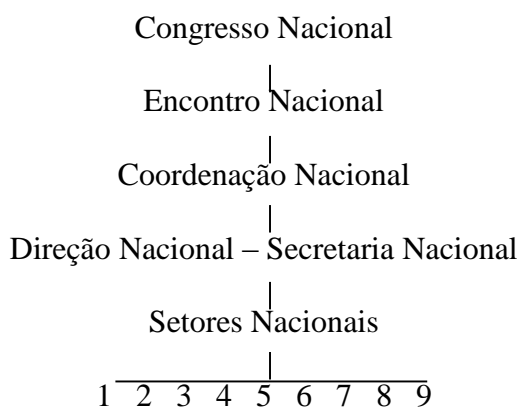 Congresso Nacional
Encontro Nacional
Coordenação Nacional
Direção Nacional – Secretaria Nacional
Setores Nacionais
1 2 3 4 5 6 7 8 9